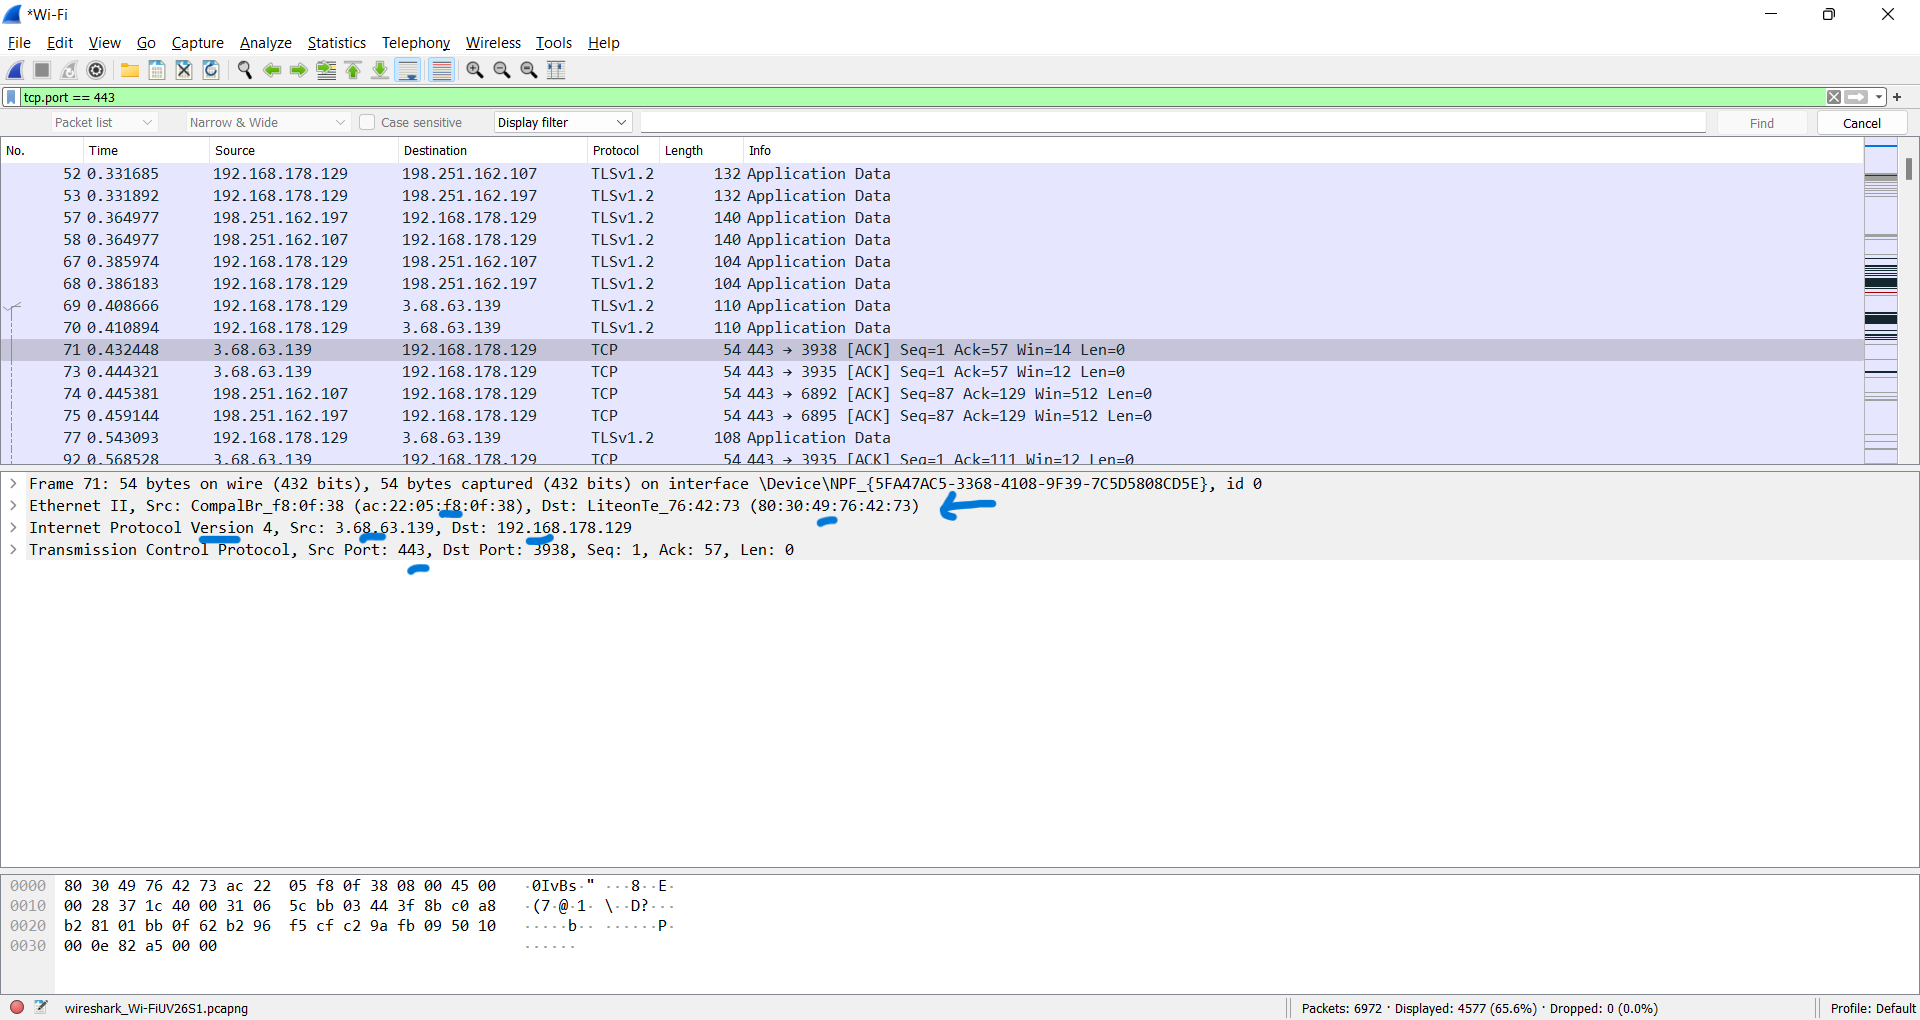 *Wi-Fi
File Edit View Go Capture Analyze Statistics Telephony Wireless Tools Help
tcp.port == 443
Packet list Narrow & Wide Case sensitive Display filter Find Cancel
No. Time Source Destination Protocol Length Info
52 0.331685 192.168.178.129 198.251.162.107 TLSv1.2 132 Application Data
53 0.331892 192.168.178.129 198.251.162.197 TLSv1.2 132 Application Data
57 0.364977 198.251.162.197 192.168.178.129 TLSv1.2 140 Application Data
58 0.364977 198.251.162.107 192.168.178.129 TLSv1.2 140 Application Data
67 0.385974 192.168.178.129 198.251.162.107 TLSv1.2 104 Application Data
68 0.386183 192.168.178.129 198.251.162.197 TLSv1.2 104 Application Data
69 0.408666 192.168.178.129 3.68.63.139 TLSv1.2 110 Application Data
70 0.410894 192.168.178.129 3.68.63.139 TLSv1.2 110 Application Data
71 0.432448 3.68.63.139 192.168.178.129 TCP 54 443 → 3938 [ACK] Seq=1 Ack=57 Win=14 Len=0
73 0.444321 3.68.63.139 192.168.178.129 TCP 54 443 → 3935 [ACK] Seq=1 Ack=57 Win=12 Len=0
74 0.445381 198.251.162.107 192.168.178.129 TCP 54 443 → 6892 [ACK] Seq=87 Ack=129 Win=512 Len=0
75 0.459144 198.251.162.197 192.168.178.129 TCP 54 443 → 6895 [ACK] Seq=87 Ack=129 Win=512 Len=0
77 0.543093 192.168.178.129 3.68.63.139 TLSv1.2 108 Application Data
92 0.568528 3.68.63.139 192.168.178.129 TCP 54 443 → 3935 [ACK] Seq=1 Ack=111 Win=12 Len=0
Frame 71: 54 bytes on wire (432 bits), 54 bytes captured (432 bits) on interface \Device\NPF_{5FA47AC5-3368-4108-9F39-7C5D5808CD5E}, id 0
Ethernet II, Src: CompalBr_f8:0f:38 (ac:22:05:f8:0f:38), Dst: LiteonTe_76:42:73 (80:30:49:76:42:73)
Internet Protocol Version 4, Src: 3.68.63.139, Dst: 192.168.178.129
Transmission Control Protocol, Src Port: 443, Dst Port: 3938, Seq: 1, Ack: 57, Len: 0
0000 80 30 49 76 42 73 ac 22 05 f8 0f 38 08 00 45 00 ·0IvBs·" ···8··E·
0010 00 28 37 1c 40 00 31 06 5c bb 03 44 3f 8b c0 a8 ·(7·@·1· \··D?···
0020 b2 81 01 bb 0f 62 b2 96 f5 cf c2 9a fb 09 50 10 ·····b·· ······P·
0030 00 0e 82 a5 00 00 ······
wireshark_Wi-FiUV26S1.pcapng Packets: 6972 · Displayed: 4577 (65.6%) · Dropped: 0 (0.0%) Profile: Default